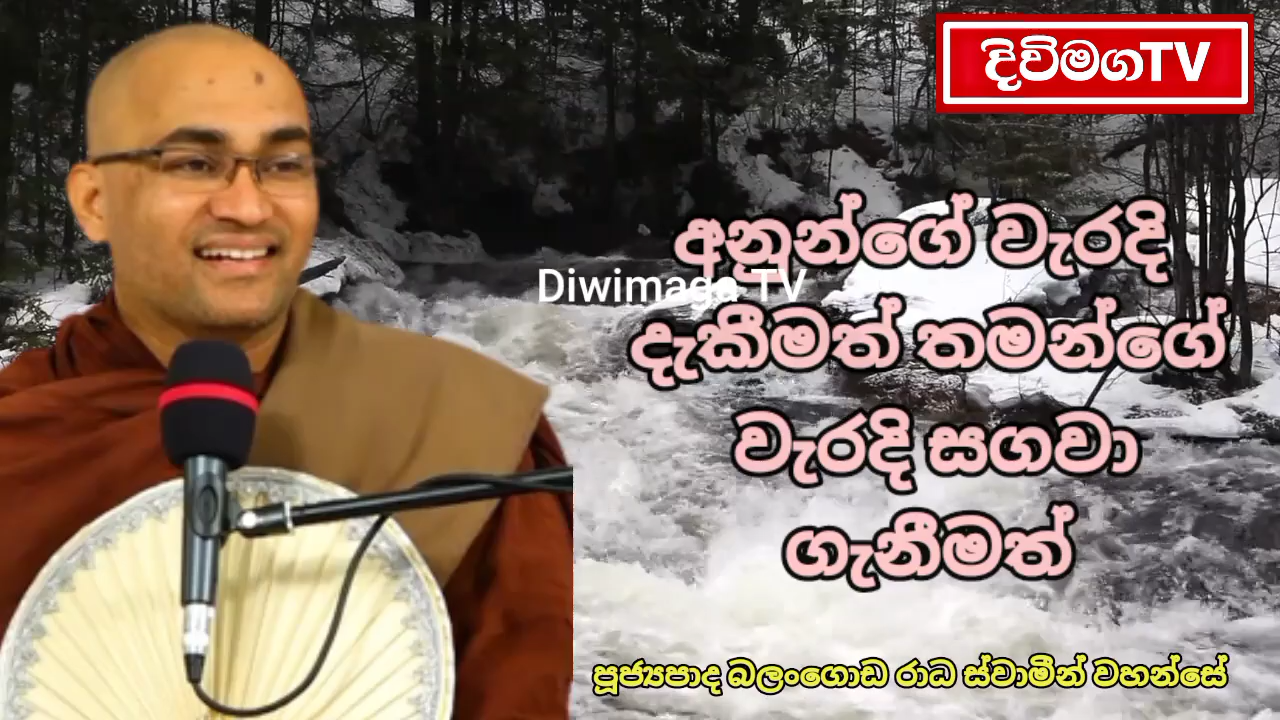 දිවිමගTV
අනූන්ගේ වැරදි
Diwimaga TV
දැකීමත් තමන්ගේ
වැරදි සගවා
ගැනීමත්
පූජ්‍යපාද බලංගොඩ රාධ ස්වාමීන් වහන්සේ